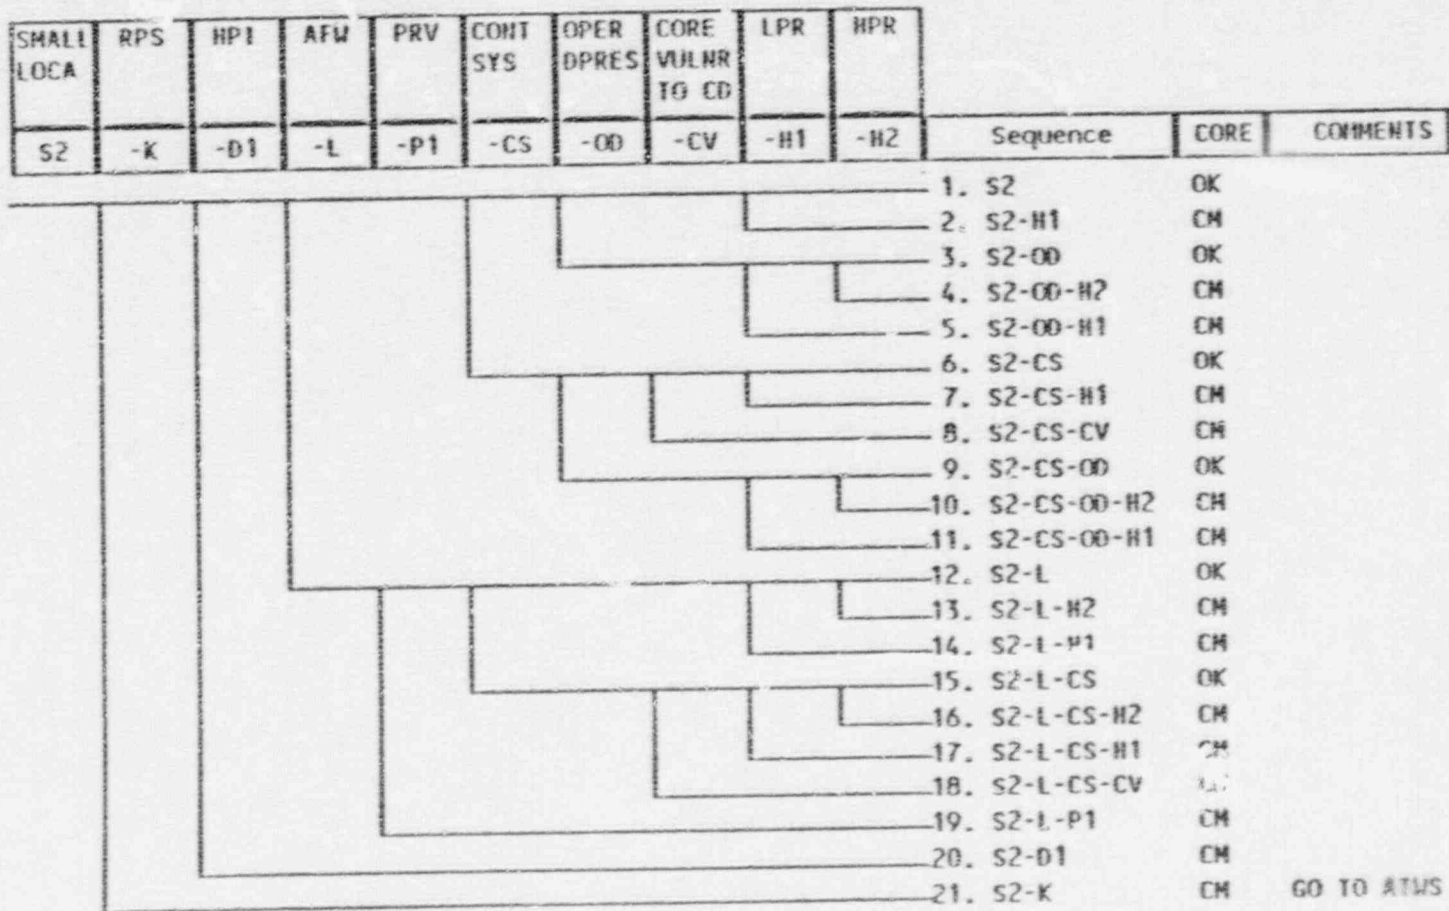 SMALL LOCA RPS HPI AFW PRV CONT SYS OPER DPRES CORE VULNR TO CD LPR HPR
S2 -K -D1 -L -P1 -CS -OD -CV -H1 -H2 Sequence CORE COMMENTS
1. S2 OK
2. S2-H1 CM
3. S2-OD OK
4. S2-OD-H2 CM
5. S2-OD-H1 CM
6. S2-CS OK
7. S2-CS-H1 CM
8. S2-CS-CV CM
9. S2-CS-OD OK
10. S2-CS-OD-H2 CM
11. S2-CS-OD-H1 CM
12. S2-L OK
13. S2-L-H2 CM
14. S2-L-H1 CM
15. S2-L-CS OK
16. S2-L-CS-H2 CM
17. S2-L-CS-H1 CM
18. S2-L-CS-CV
19. S2-L-P1 CM
20. S2-D1 CM
21. S2-K CM GO TO ATWS